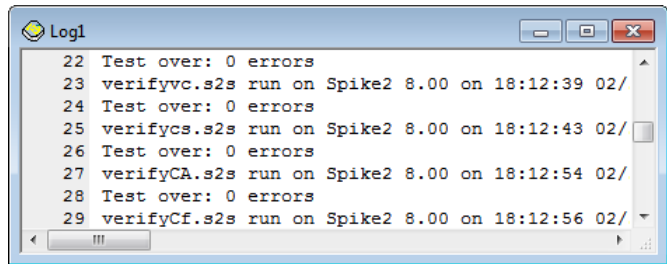 Log1
22 Test over: 0 errors
23 verifyvc.s2s run on Spike2 8.00 on 18:12:39 02/
24 Test over: 0 errors
25 verifycs.s2s run on Spike2 8.00 on 18:12:43 02/
26 Test over: 0 errors
27 verifyCA.s2s run on Spike2 8.00 on 18:12:54 02/
28 Test over: 0 errors
29 verifyCf.s2s run on Spike2 8.00 on 18:12:56 02/